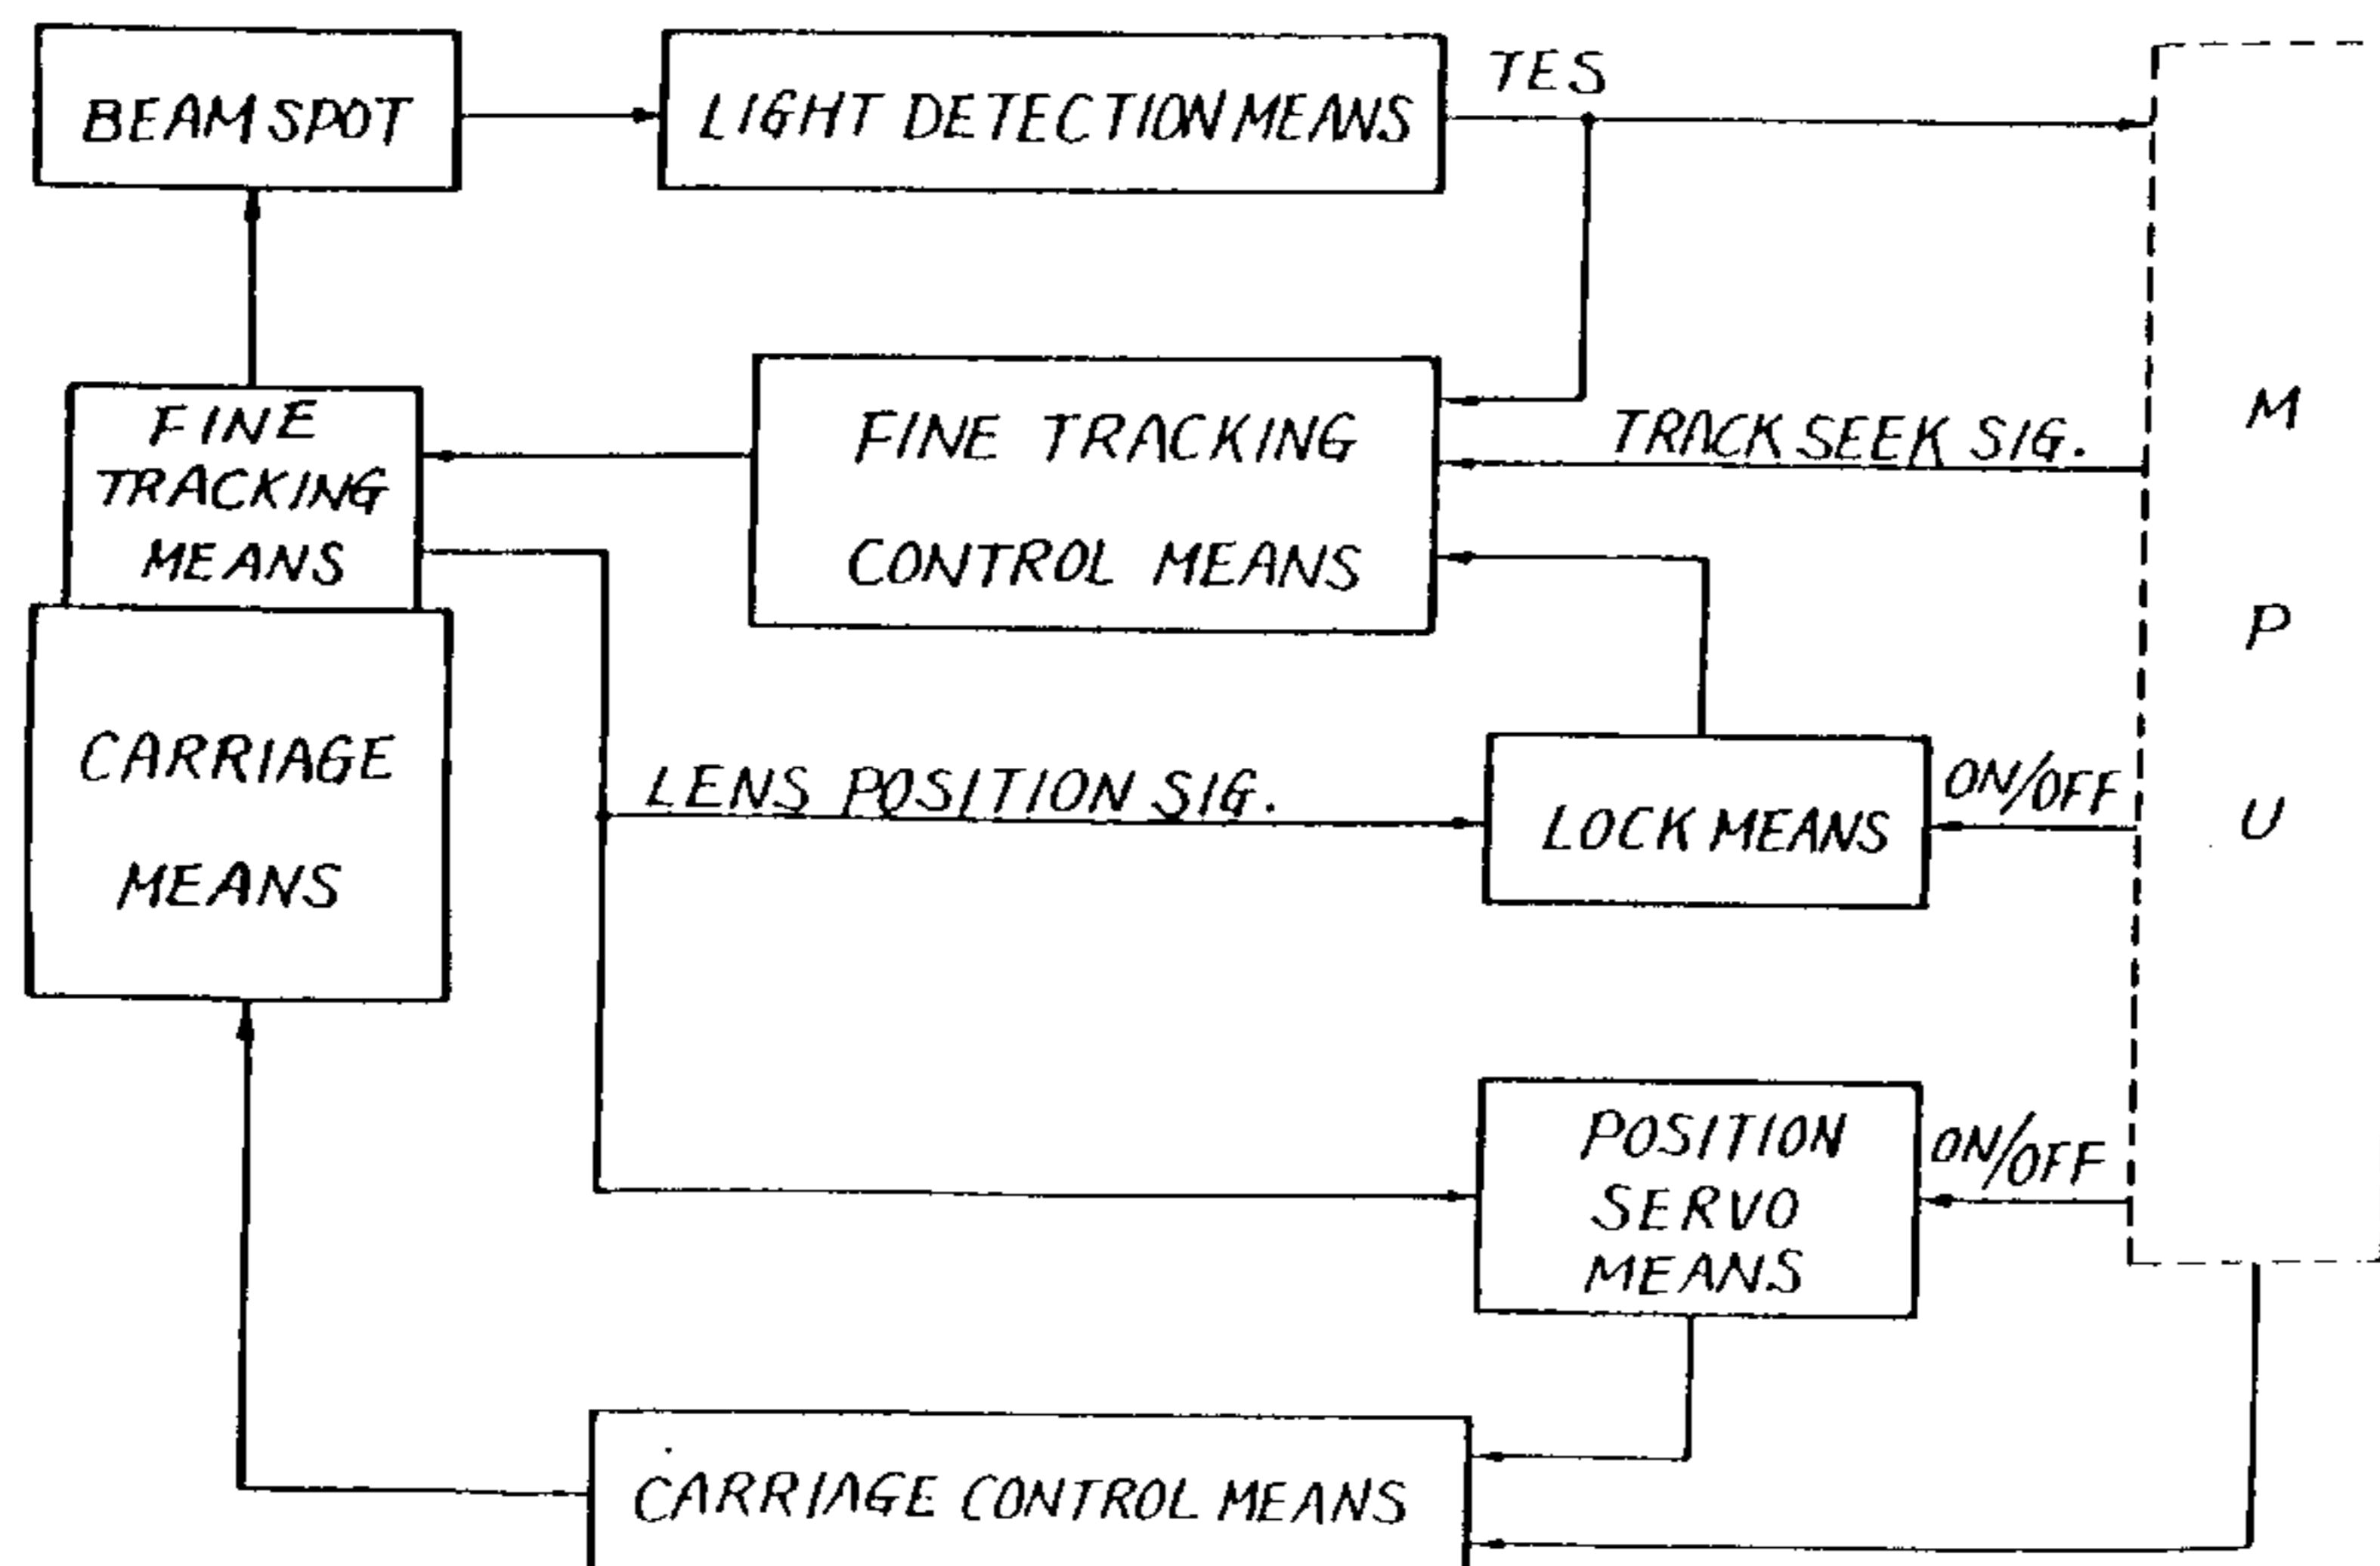 BEAM SPOT
LIGHT DETECTION MEANS
TES
FINE
TRACKING
MEANS
FINE TRACKING
CONTROL MEANS
TRACK SEEK SIG.
M
P
U
CARRIAGE
MEANS
LENS POSITION SIG.
LOCK MEANS
ON/OFF
POSITION
SERVO
MEANS
ON/OFF
CARRIAGE CONTROL MEANS